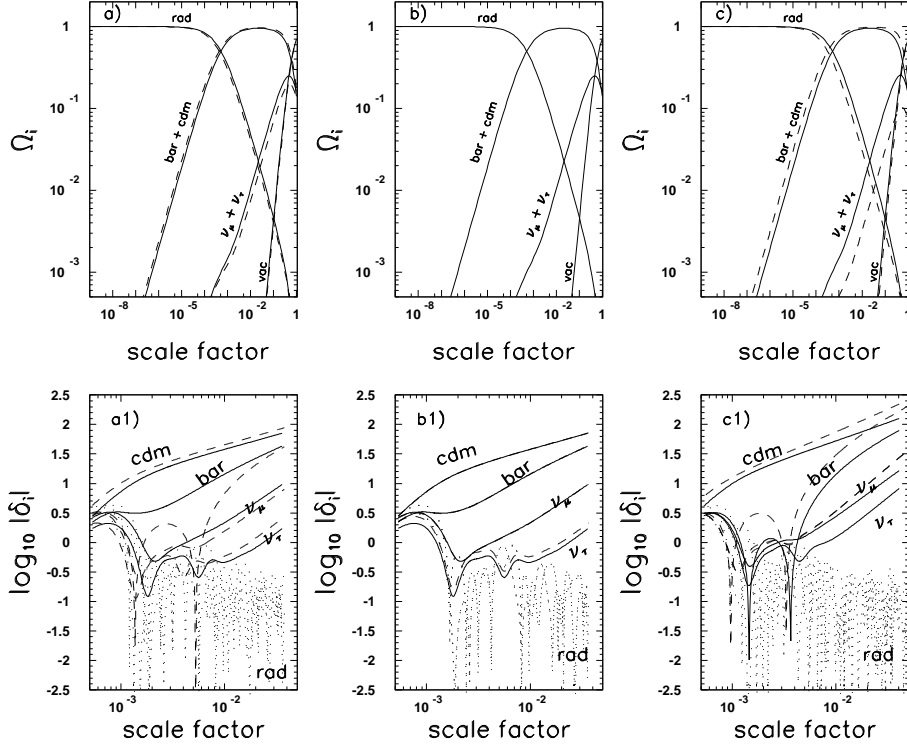 a)
rad
bar + cdm
ν_μ + ν_τ
vac
Ω_i
1
10^-1
10^-2
10^-3
10^-8 10^-5 10^-2 1
scale factor
b)
rad
bar + cdm
ν_μ + ν_τ
vac
Ω_i
1
10^-1
10^-2
10^-3
10^-8 10^-5 10^-2 1
scale factor
c)
rad
bar + cdm
ν_μ + ν_τ
vac
Ω_i
1
10^-1
10^-2
10^-3
10^-8 10^-5 10^-2 1
scale factor
a1)
cdm
bar
ν_μ
ν_τ
rad
log10 |δ_i|
2.5
2
1.5
1
0.5
0
-0.5
-1
-1.5
-2
-2.5
10^-3 10^-2
scale factor
b1)
cdm
bar
ν_μ
ν_τ
rad
log10 |δ_i|
2.5
2
1.5
1
0.5
0
-0.5
-1
-1.5
-2
-2.5
10^-3 10^-2
scale factor
c1)
cdm
bar
ν_μ
ν_τ
rad
log10 |δ_i|
2.5
2
1.5
1
0.5
0
-0.5
-1
-1.5
-2
-2.5
10^-3 10^-2
scale factor